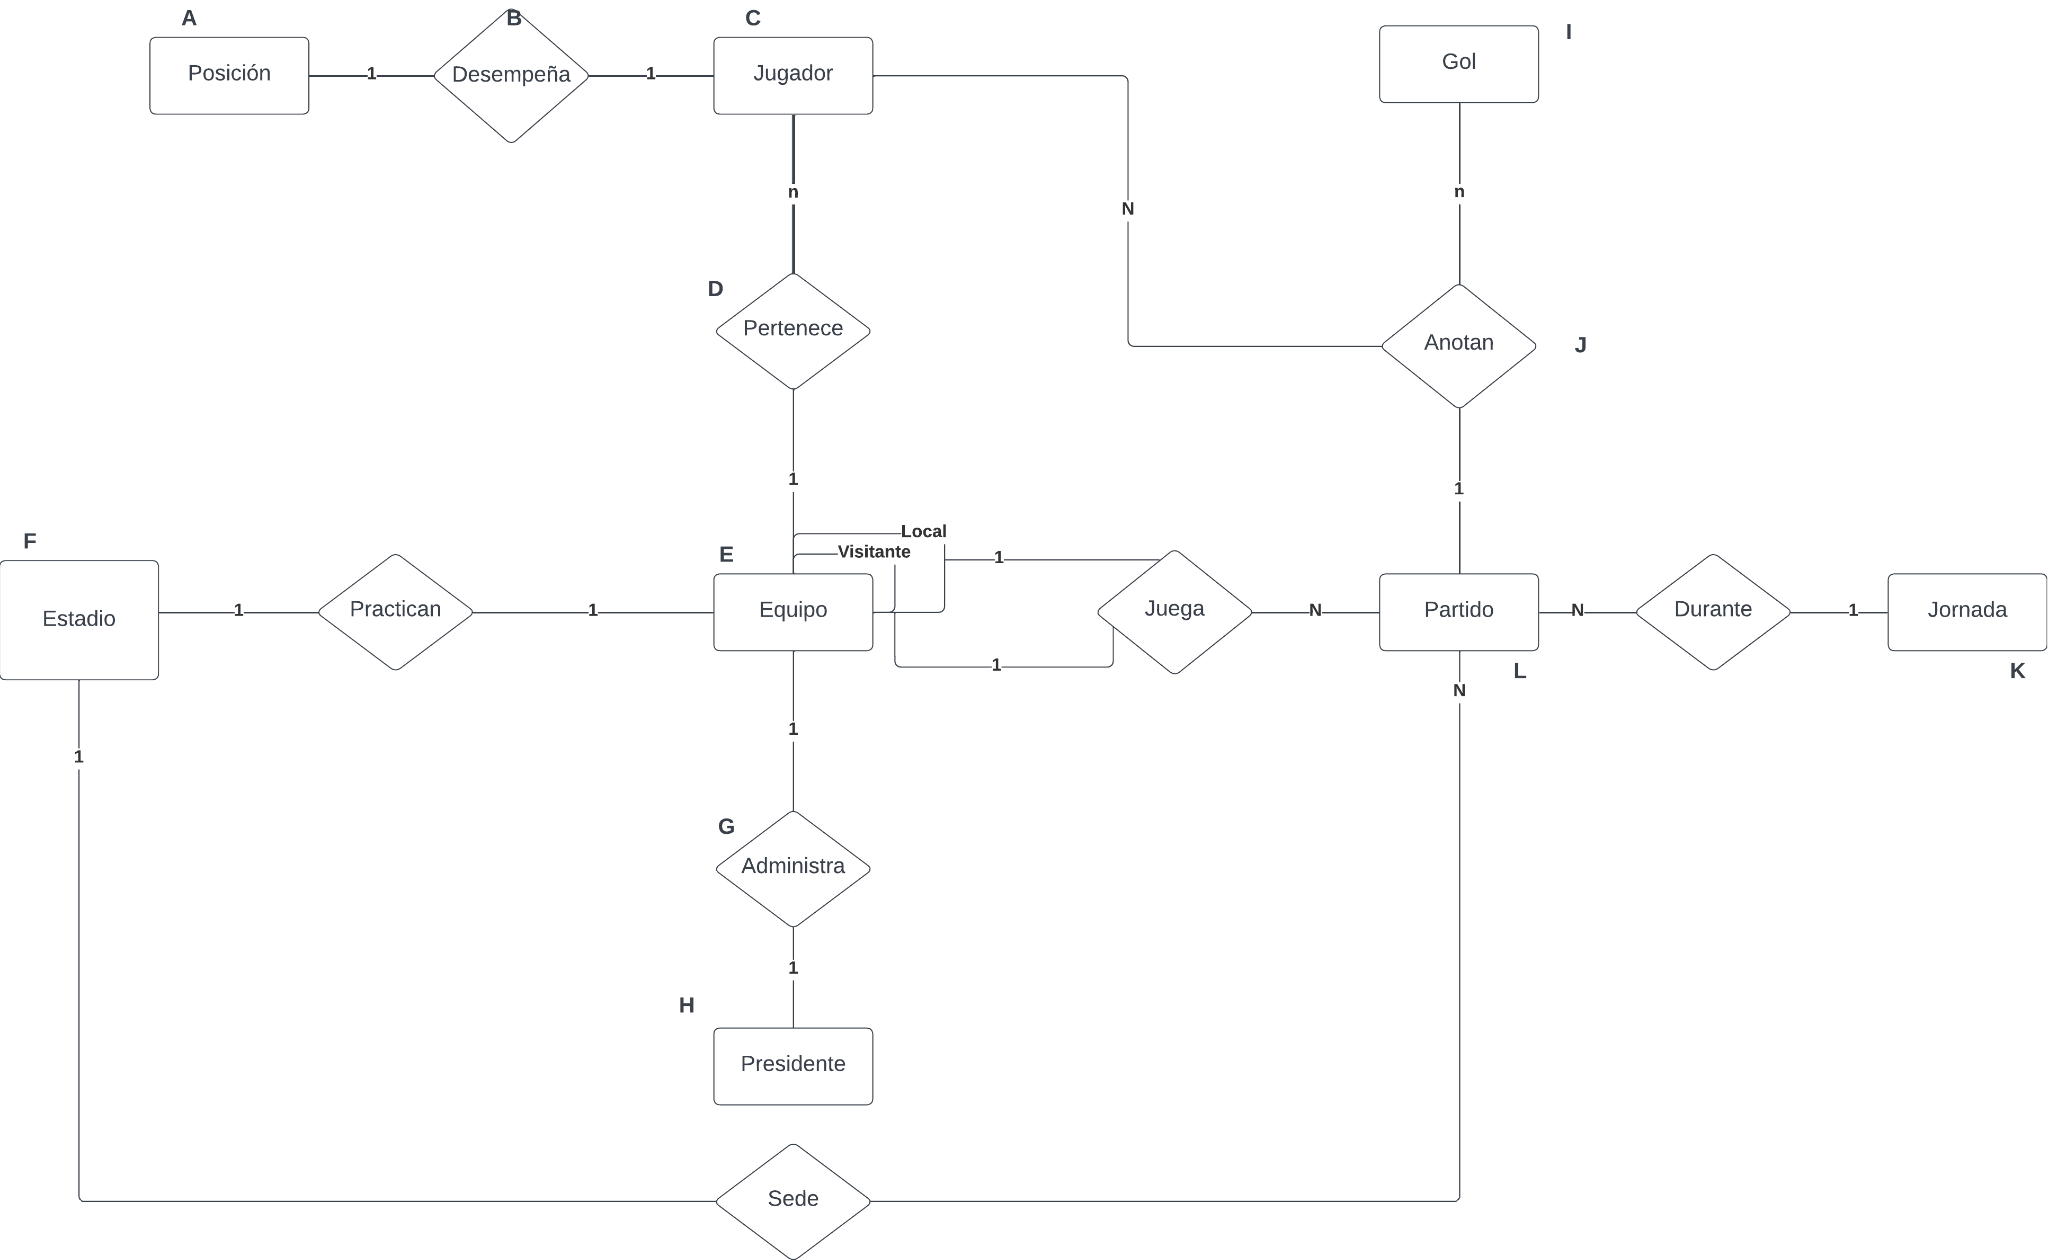 A
B
C
I
Posición
1
Desempeña
1
Jugador
Gol
n
N
n
D
Pertenece
Anotan
J
1
1
Local
Visitante
F
E
1
Estadio
1
Practican
1
Equipo
Juega
N
Partido
N
Durante
1
Jornada
1
L
K
N
1
1
G
Administra
1
H
Presidente
Sede